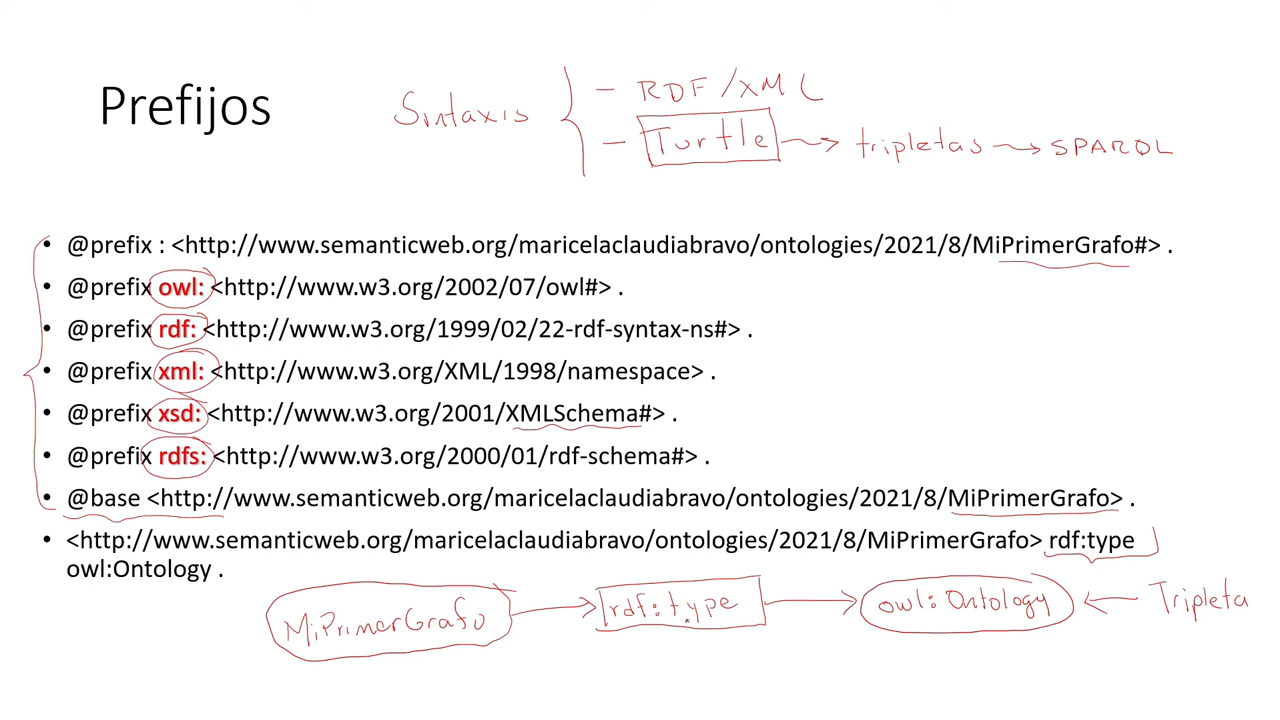 Prefijos
Sintaxis
- RDF/XML
- Turtle → tripletas → SPARQL
• @prefix : <http://www.semanticweb.org/maricelaclaudiabravo/ontologies/2021/8/MiPrimerGrafo#> .
• @prefix owl: <http://www.w3.org/2002/07/owl#> .
• @prefix rdf: <http://www.w3.org/1999/02/22-rdf-syntax-ns#> .
• @prefix xml: <http://www.w3.org/XML/1998/namespace> .
• @prefix xsd: <http://www.w3.org/2001/XMLSchema#> .
• @prefix rdfs: <http://www.w3.org/2000/01/rdf-schema#> .
• @base <http://www.semanticweb.org/maricelaclaudiabravo/ontologies/2021/8/MiPrimerGrafo> .
• <http://www.semanticweb.org/maricelaclaudiabravo/ontologies/2021/8/MiPrimerGrafo> rdf:type
owl:Ontology .
MiPrimerGrafo → rdf:type → owl:Ontology ← Tripleta